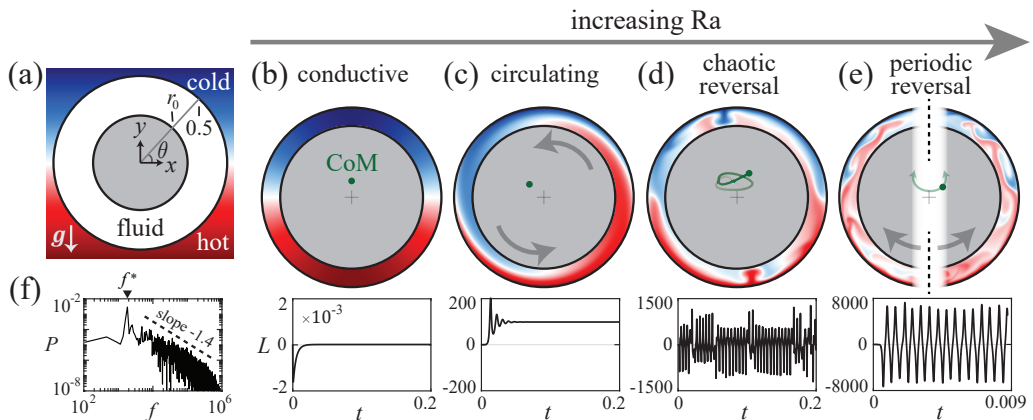 increasing Ra
(a)
cold
r₀
0.5
y
θ
x
fluid
g
hot
(b) conductive
CoM
(c) circulating
(d) chaotic
reversal
(e) periodic
reversal
(f)
f*
10⁻²
slope -1.4
P
10⁻⁸
10² f 10⁶
2
×10⁻³
L 0
-2
0 t 0.2
200
0
-200
0 t 0.2
1500
0
-1500
0 t 0.2
8000
0
-8000
0 t 0.009